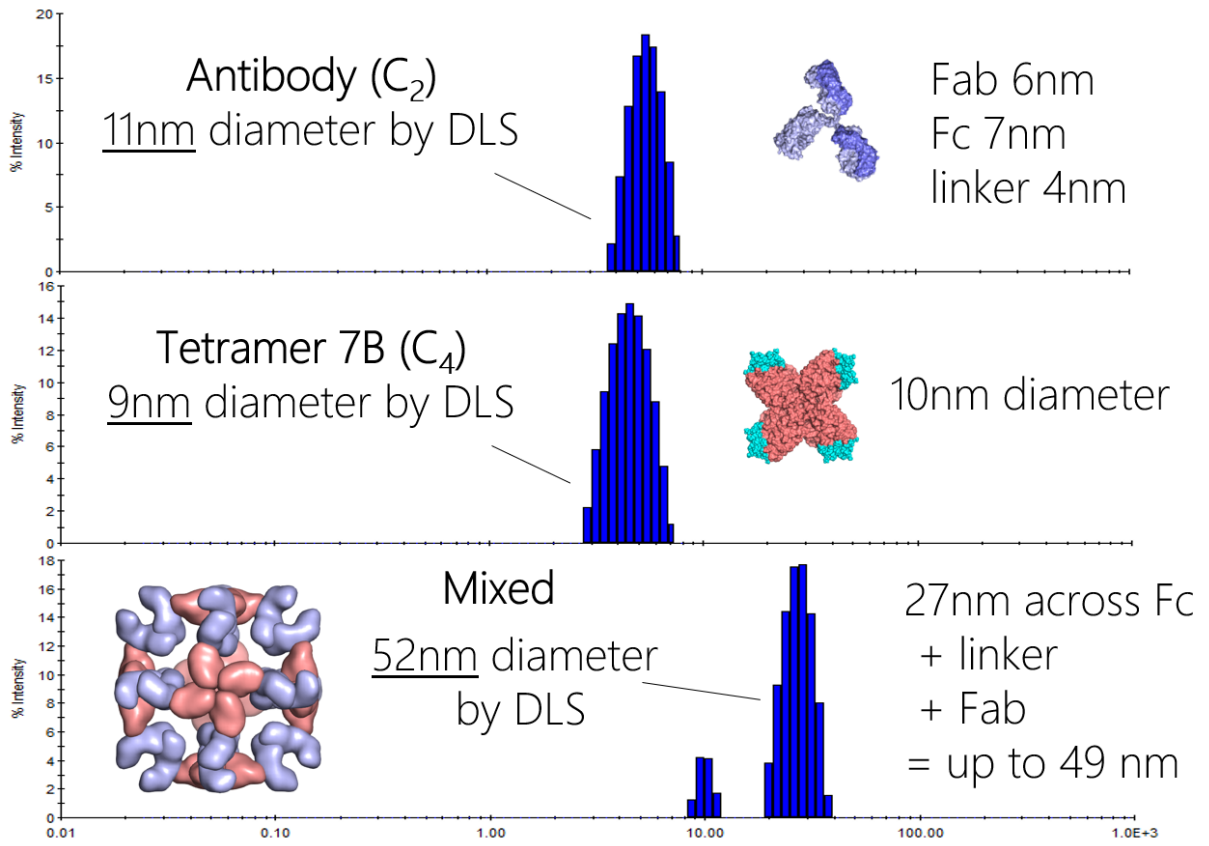 20
15
10
5
0
% Intensity
Antibody (C₂)
11nm diameter by DLS
Fab 6nm
Fc 7nm
linker 4nm
16
14
12
10
8
6
4
2
0
% Intensity
Tetramer 7B (C₄)
9nm diameter by DLS
10nm diameter
18
16
14
12
10
8
6
4
2
0
% Intensity
Mixed
52nm diameter
by DLS
27nm across Fc
+ linker
+ Fab
= up to 49 nm
0.01 0.10 1.00 10.00 100.00 1.0E+3